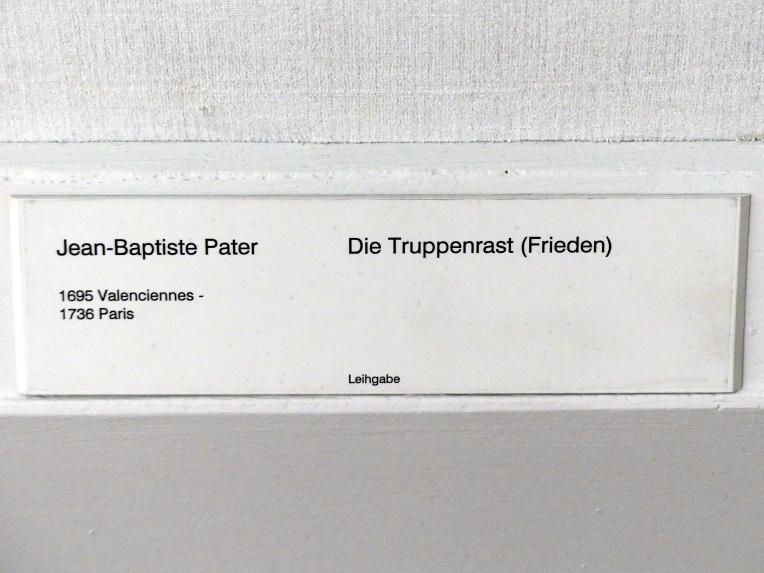 Jean-Baptiste Pater
1695 Valenciennes -
1736 Paris
Die Truppenrast (Frieden)
Leihgabe